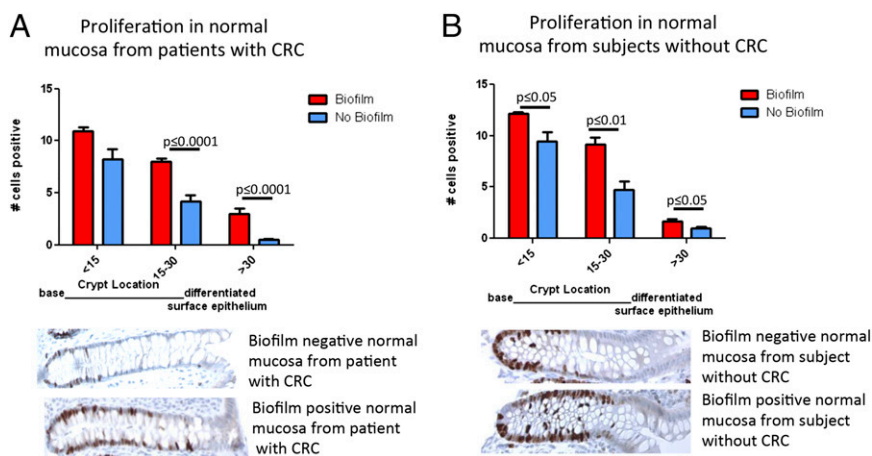 A
Proliferation in normal
mucosa from patients with CRC
15
10
5
0
# cells positive
Biofilm
No Biofilm
p≤0.0001
p≤0.0001
<15
15-30
>30
Crypt Location
base
differentiated
surface epithelium
Biofilm negative normal
mucosa from patient
with CRC
Biofilm positive normal
mucosa from patient
with CRC
B
Proliferation in normal
mucosa from subjects without CRC
15
10
5
0
# cells positive
Biofilm
No Biofilm
p≤0.05
p≤0.01
p≤0.05
<15
15-30
>30
Crypt Location
base
differentiated
surface epithelium
Biofilm negative normal
mucosa from subject
without CRC
Biofilm positive normal
mucosa from subject
without CRC